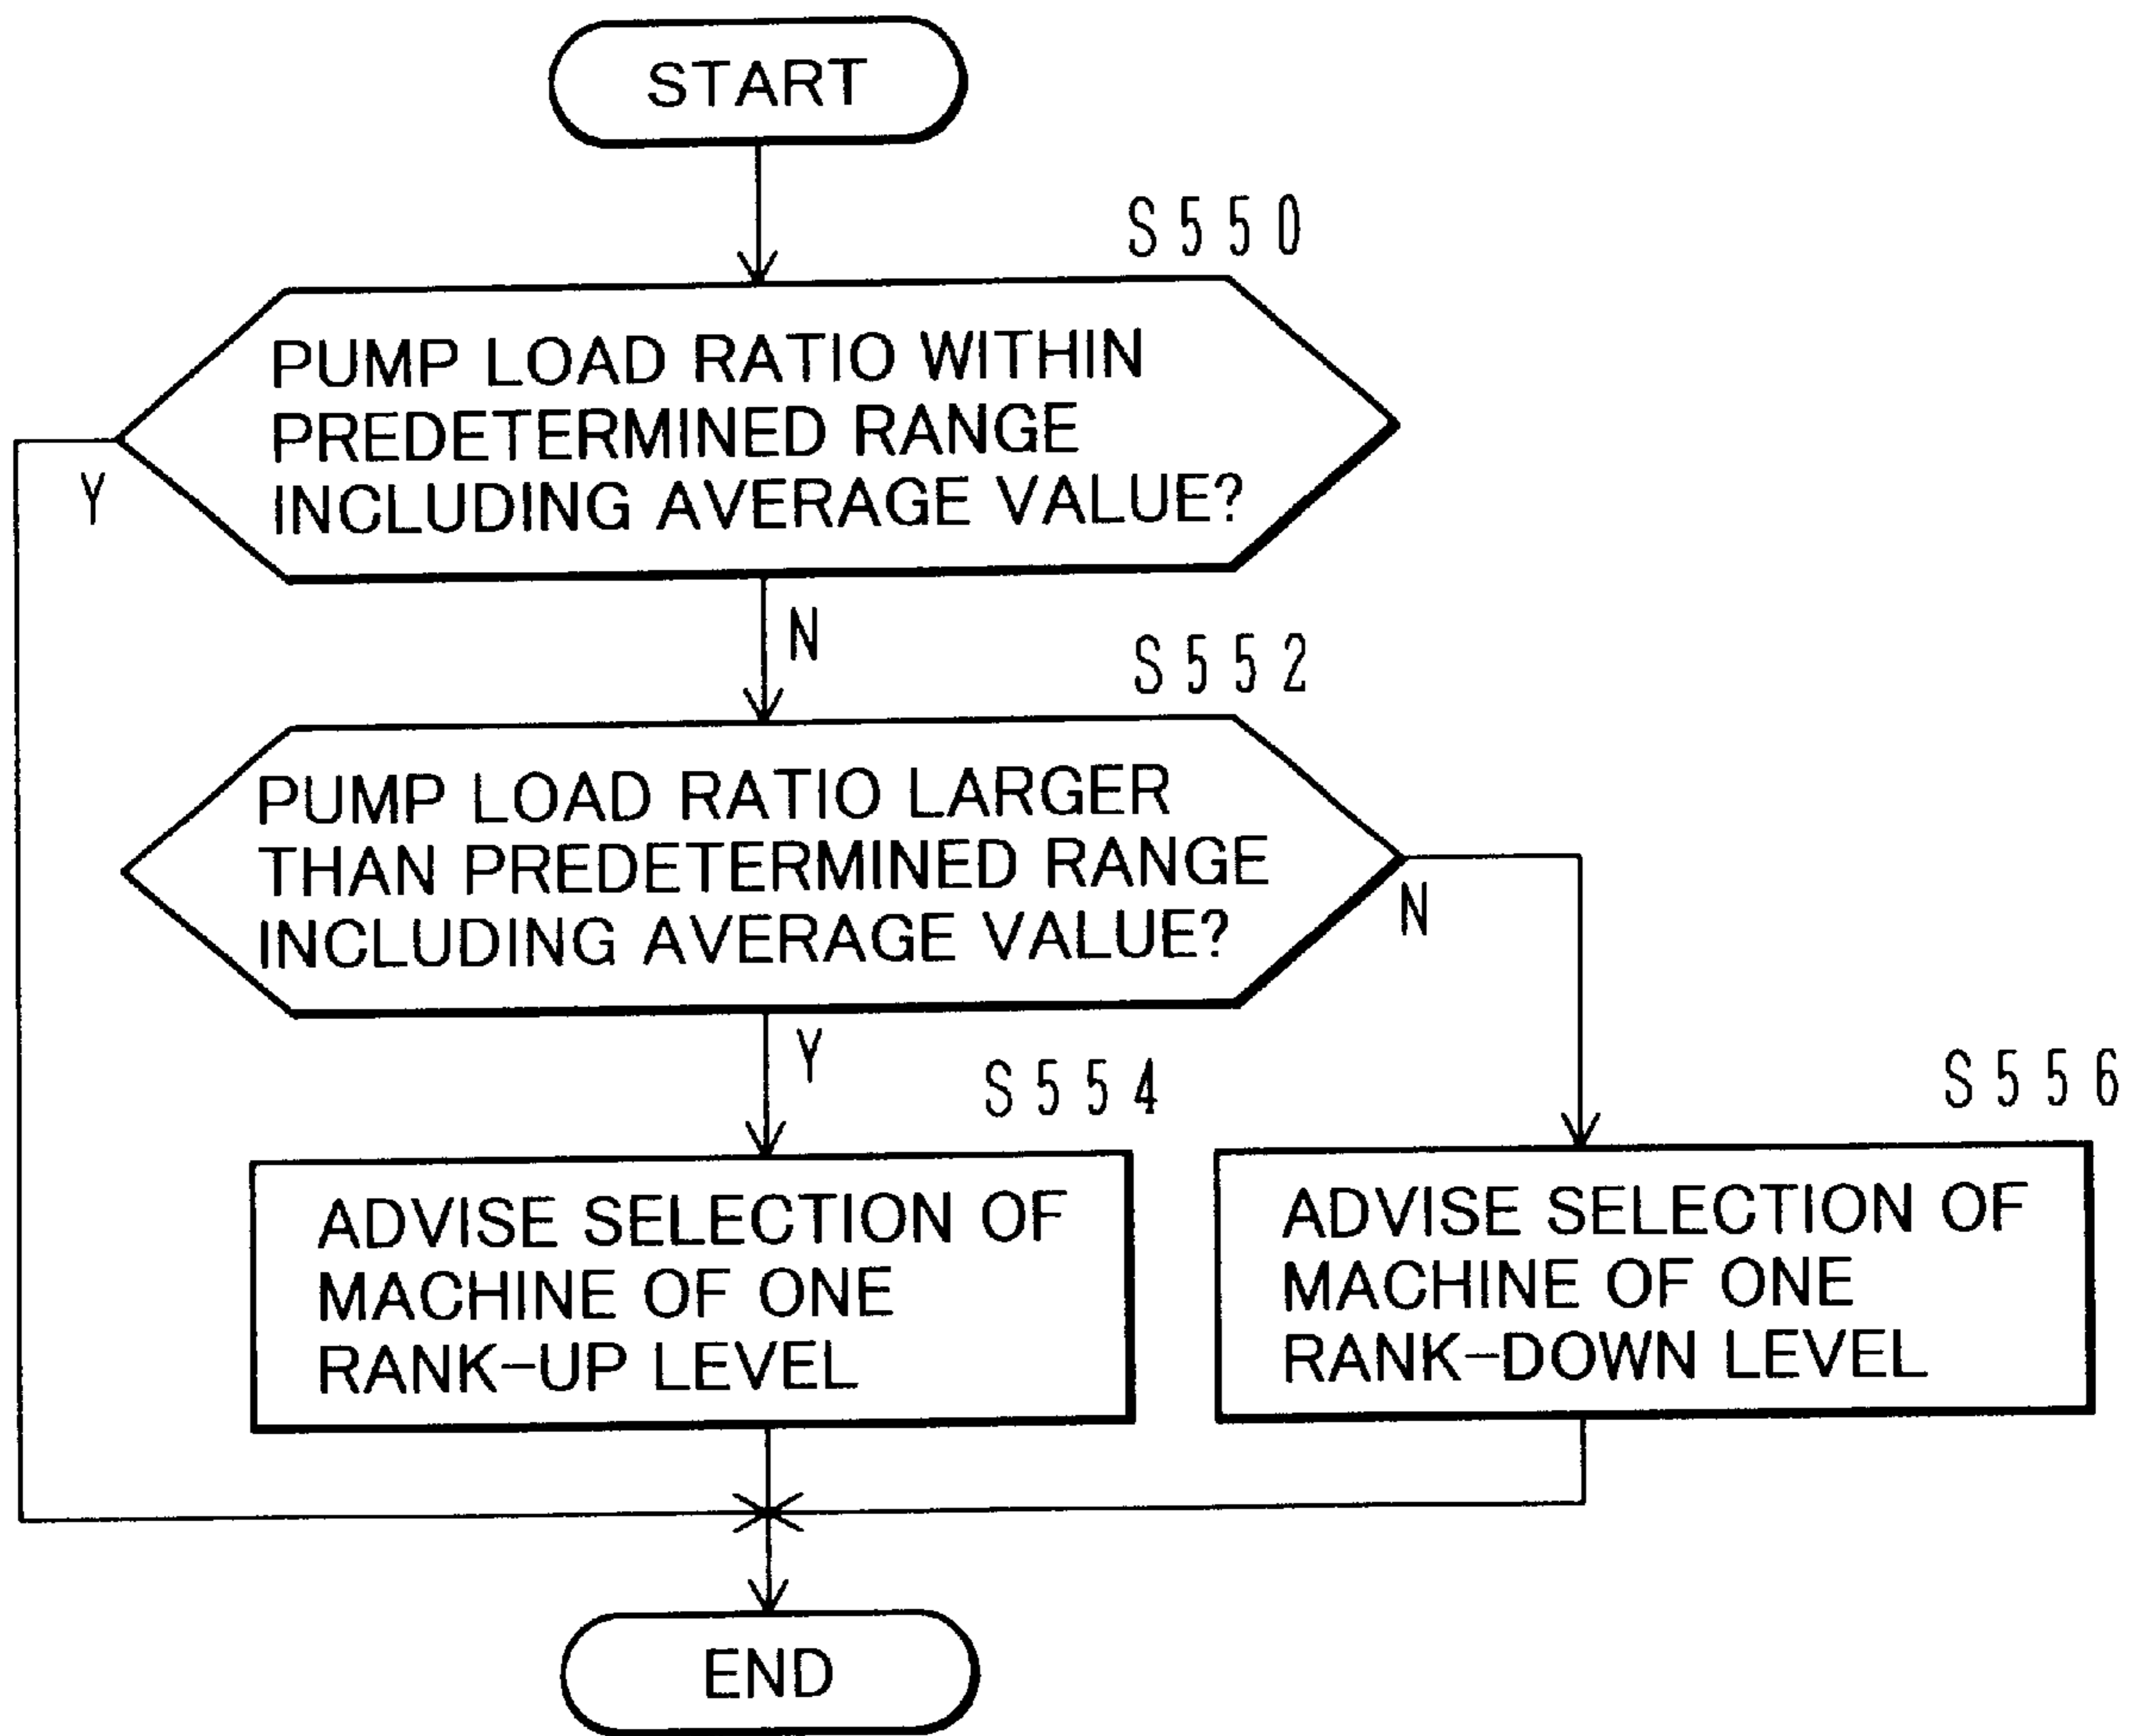 START
S550
PUMP LOAD RATIO WITHIN
PREDETERMINED RANGE
INCLUDING AVERAGE VALUE?
Y
N
S552
PUMP LOAD RATIO LARGER
THAN PREDETERMINED RANGE
INCLUDING AVERAGE VALUE?
N
Y
S554
ADVISE SELECTION OF
MACHINE OF ONE
RANK-UP LEVEL
S556
ADVISE SELECTION OF
MACHINE OF ONE
RANK-DOWN LEVEL
END